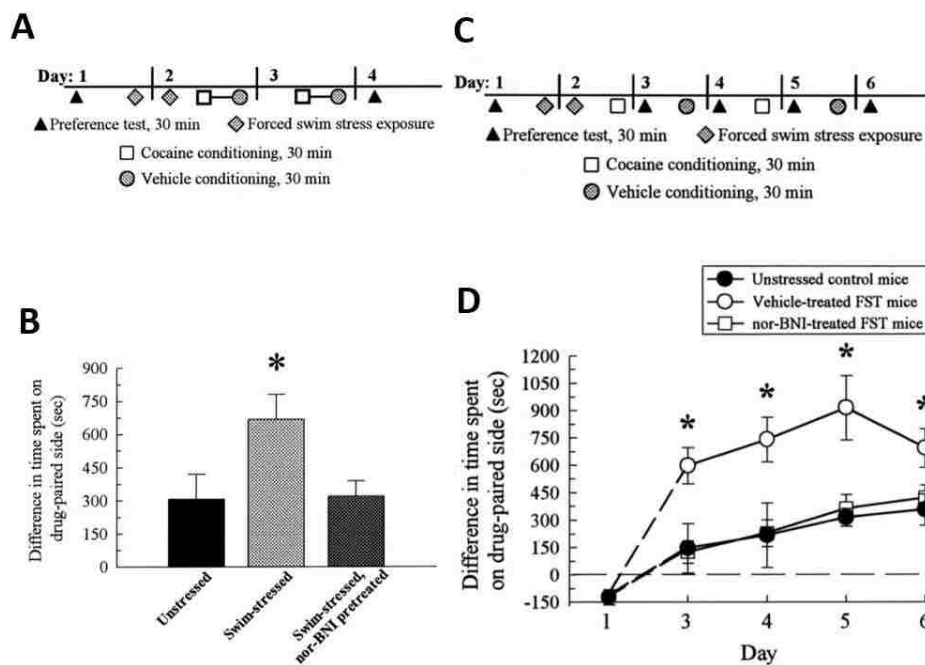 A
Day: 1 2 3 4
Preference test, 30 min Forced swim stress exposure
Cocaine conditioning, 30 min
Vehicle conditioning, 30 min
C
Day: 1 2 3 4 5 6
Preference test, 30 min Forced swim stress exposure
Cocaine conditioning, 30 min
Vehicle conditioning, 30 min
B
Difference in time spent on
drug-paired side (sec)
900
750
600
450
300
150
0
*
Unstressed
Swim-stressed
Swim-stressed,
nor-BNI pretreated
D
Unstressed control mice
Vehicle-treated FST mice
nor-BNI-treated FST mice
Difference in time spent
on drug-paired side (sec)
1200
1050
900
750
600
450
300
150
0
-150
* * * *
1 3 4 5 6
Day